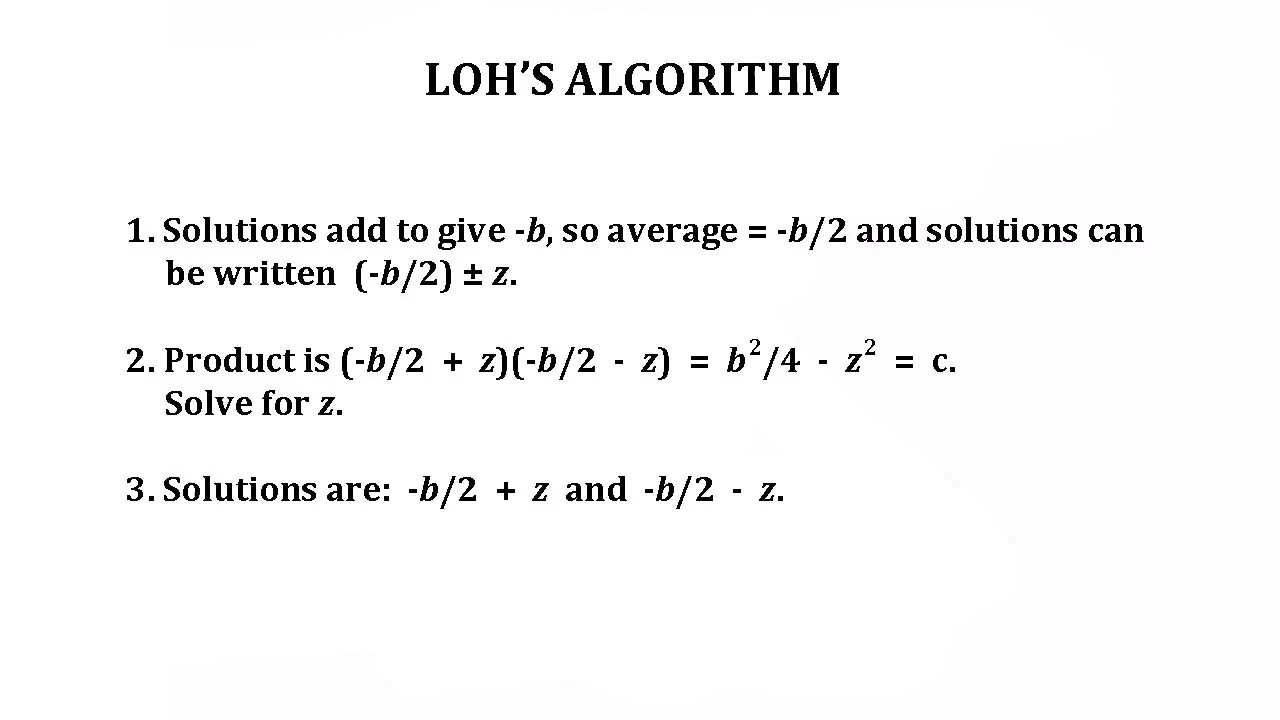 LOH’S ALGORITHM
1. Solutions add to give -b, so average = -b/2 and solutions can
be written (-b/2) ± z.
2. Product is (-b/2 + z)(-b/2 - z) = b²/4 - z² = c.
Solve for z.
3. Solutions are: -b/2 + z and -b/2 - z.